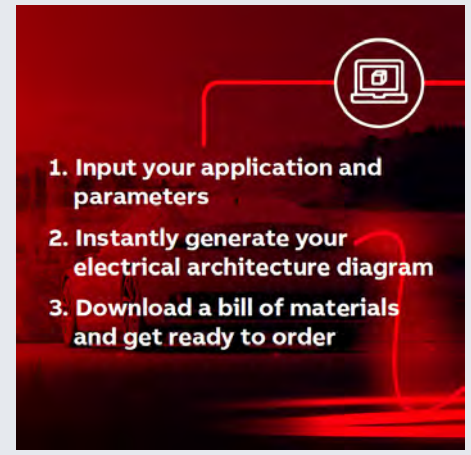 1. Input your application and
parameters
2. Instantly generate your
electrical architecture diagram
3. Download a bill of materials
and get ready to order